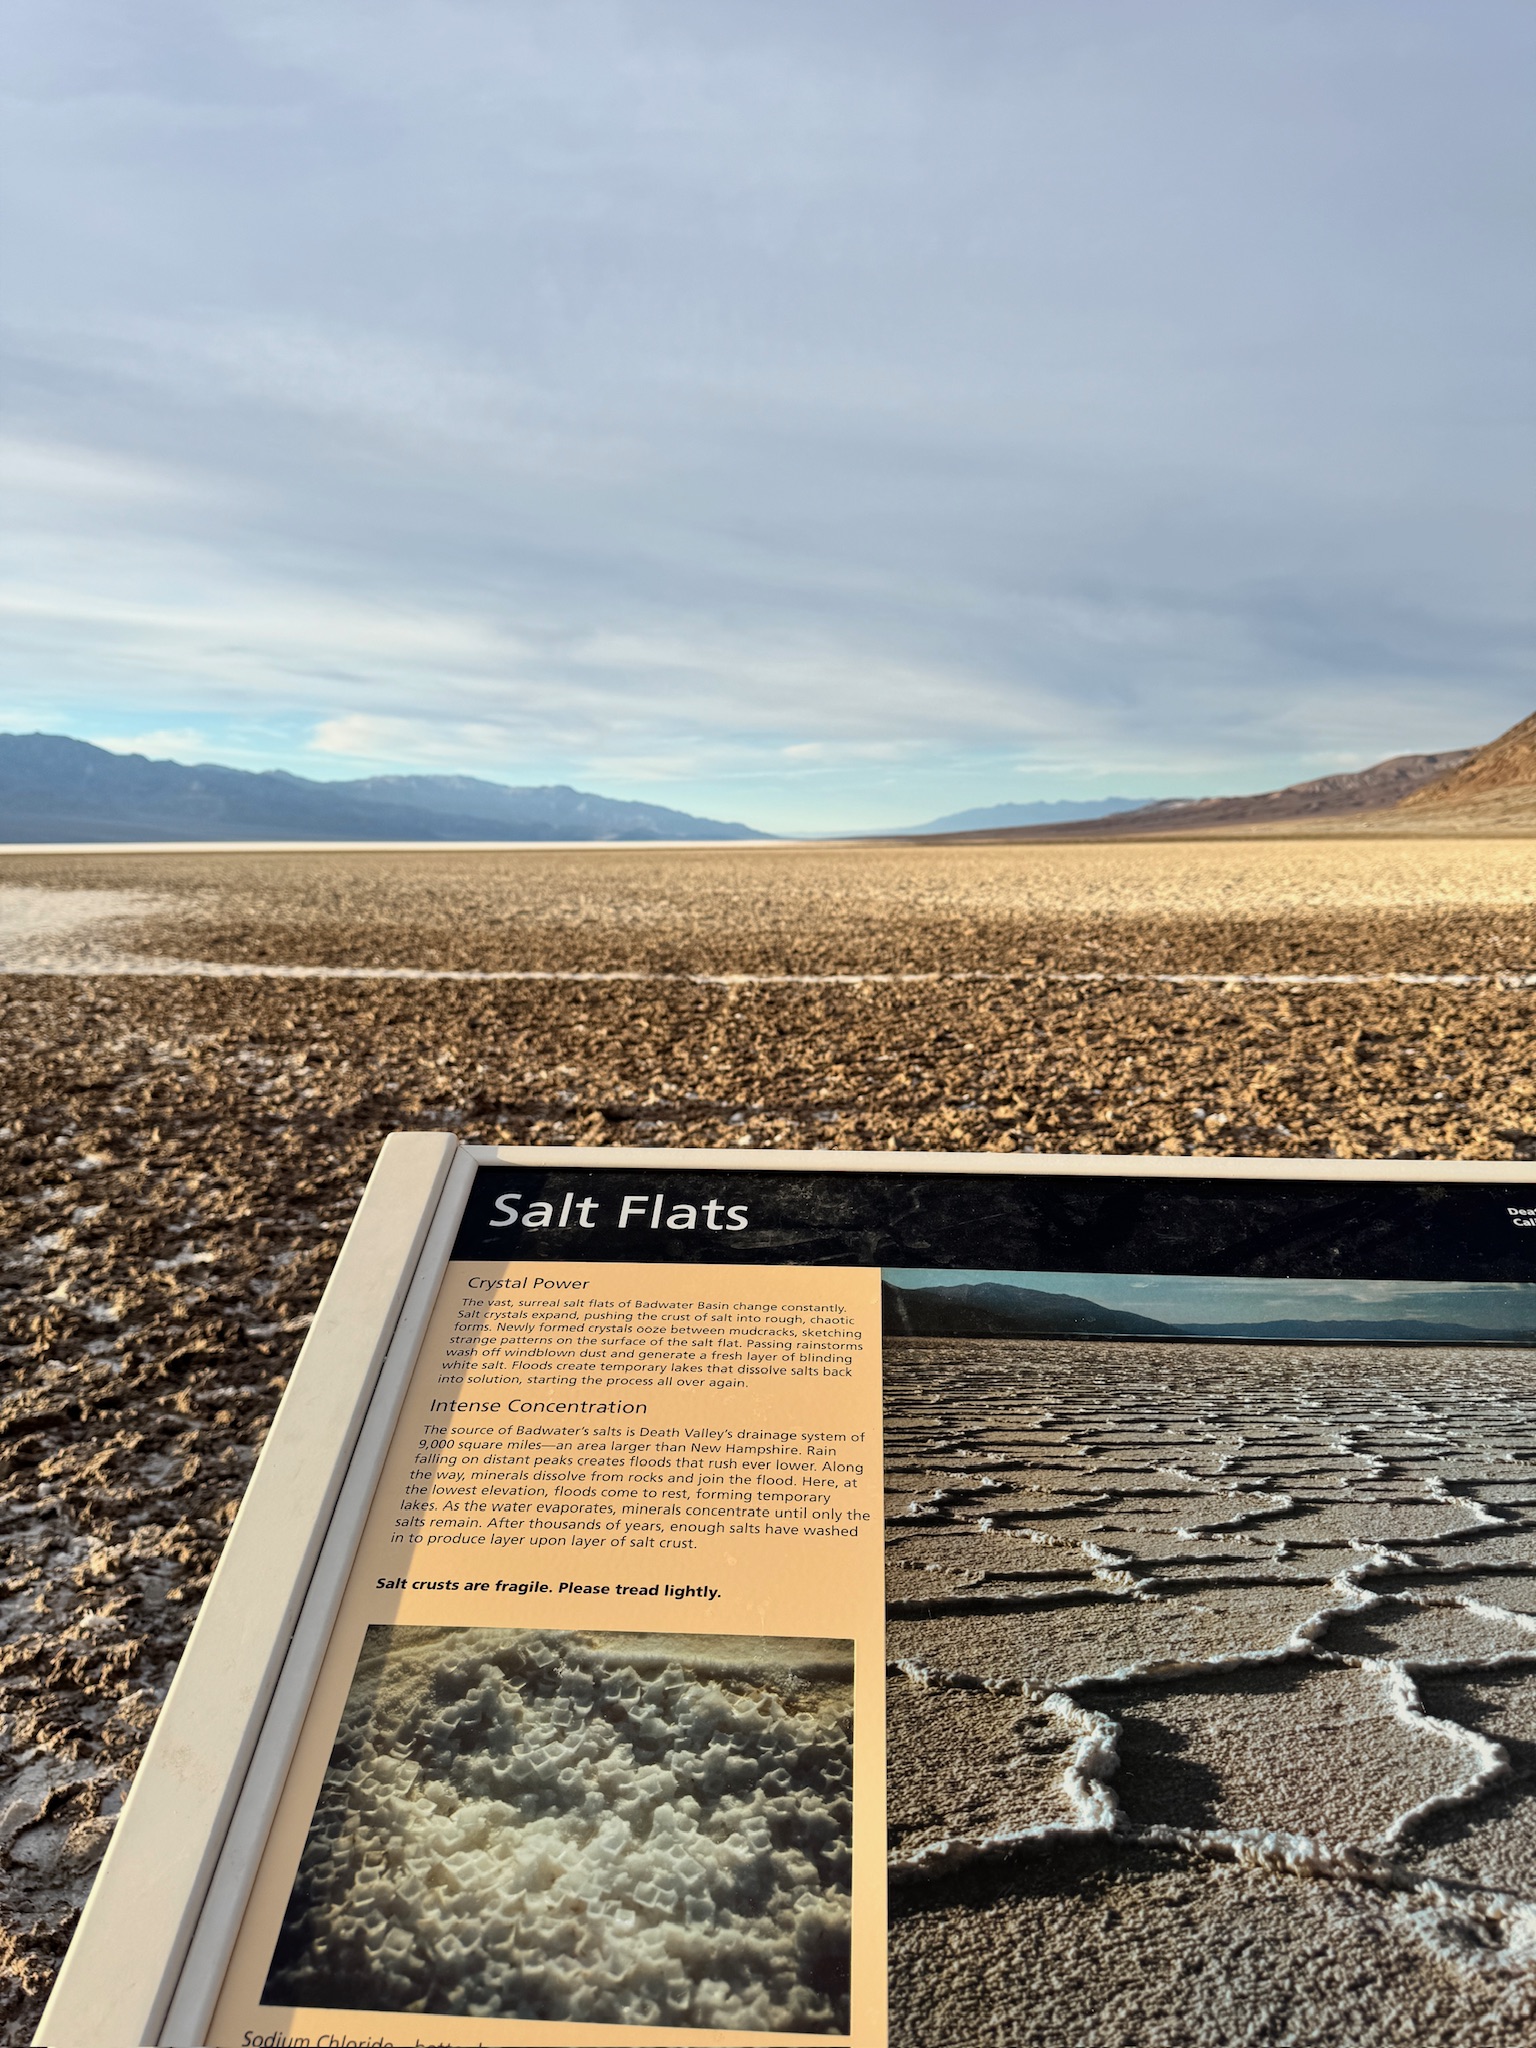 Salt Flats
Crystal Power
The vast, surreal salt flats of Badwater Basin change constantly.
Salt crystals expand, pushing the crust of salt into rough, chaotic
forms. Newly formed crystals ooze between mudcracks, sketching
strange patterns on the surface of the salt flat. Passing rainstorms
wash off windblown dust and generate a fresh layer of blinding
white salt. Floods create temporary lakes that dissolve salts back
into solution, starting the process all over again.
Intense Concentration
The source of Badwater's salts is Death Valley's drainage system of
9,000 square miles—an area larger than New Hampshire. Rain
falling on distant peaks creates floods that rush ever lower. Along
the way, minerals dissolve from rocks and join the flood. Here, at
the lowest elevation, floods come to rest, forming temporary
lakes. As the water evaporates, minerals concentrate until only the
salts remain. After thousands of years, enough salts have washed
in to produce layer upon layer of salt crust.
Salt crusts are fragile. Please tread lightly.
Sodium Chloride